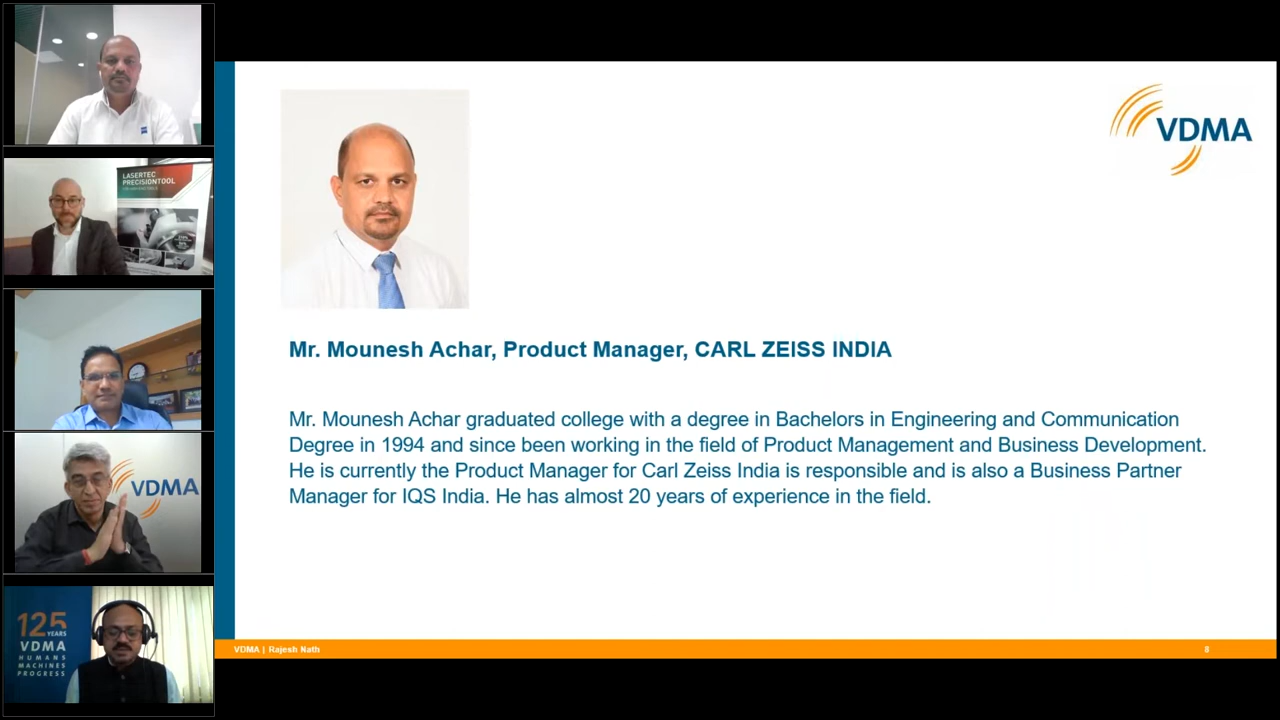 LASERTEC
PRECISIONTOOL
VDMA
125
YEARS
VDMA
HUMANS
MACHINES
PROGRESS
VDMA
Mr. Mounesh Achar, Product Manager, CARL ZEISS INDIA
Mr. Mounesh Achar graduated college with a degree in Bachelors in Engineering and Communication
Degree in 1994 and since been working in the field of Product Management and Business Development.
He is currently the Product Manager for Carl Zeiss India is responsible and is also a Business Partner
Manager for IQS India. He has almost 20 years of experience in the field.
VDMA | Rajesh Nath
8